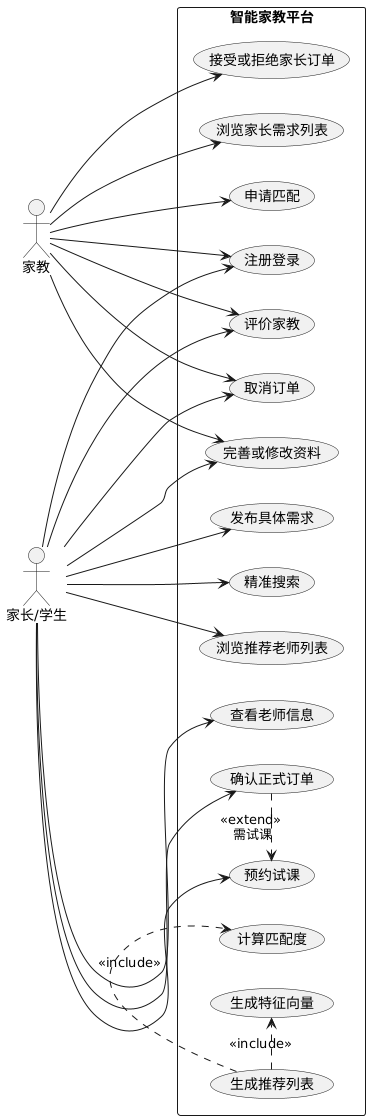 智能家教平台
接受或拒绝家长订单
浏览家长需求列表
申请匹配
家教
注册登录
评价家教
取消订单
完善或修改资料
发布具体需求
精准搜索
家长/学生
浏览推荐老师列表
查看老师信息
确认正式订单
«extend»
需试课
预约试课
计算匹配度
«include»
生成特征向量
«include»
生成推荐列表